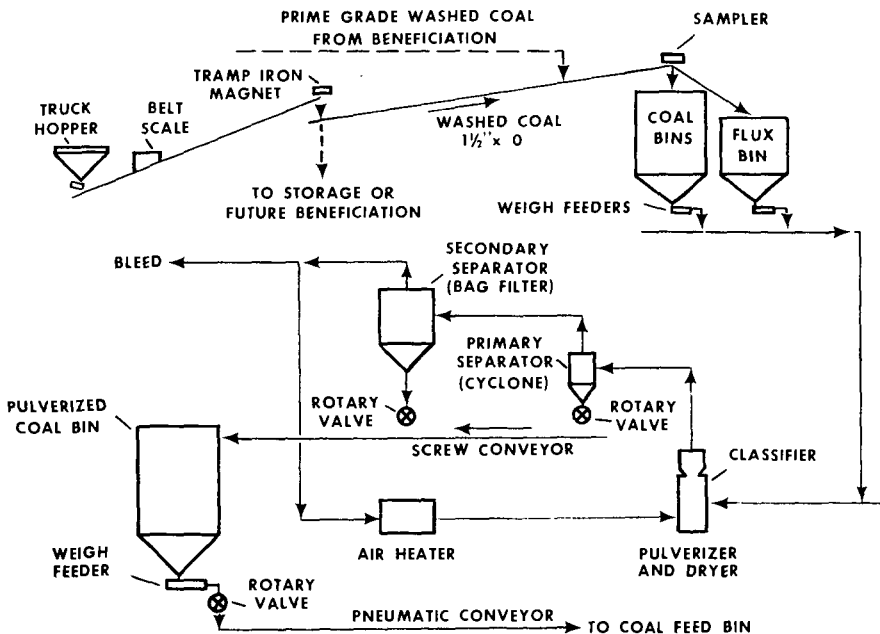 PRIME GRADE WASHED COAL
FROM BENEFICIATION
SAMPLER
TRAMP IRON
MAGNET
TRUCK
HOPPER
BELT
SCALE
WASHED COAL
1½" x 0
COAL
BINS
FLUX
BIN
TO STORAGE OR
FUTURE BENEFICIATION
WEIGH FEEDERS
BLEED
SECONDARY
SEPARATOR
(BAG FILTER)
PRIMARY
SEPARATOR
(CYCLONE)
ROTARY
VALVE
ROTARY
VALVE
PULVERIZED
COAL BIN
SCREW CONVEYOR
CLASSIFIER
AIR HEATER
PULVERIZER
AND DRYER
WEIGH
FEEDER
ROTARY
VALVE
PNEUMATIC CONVEYOR
TO COAL FEED BIN